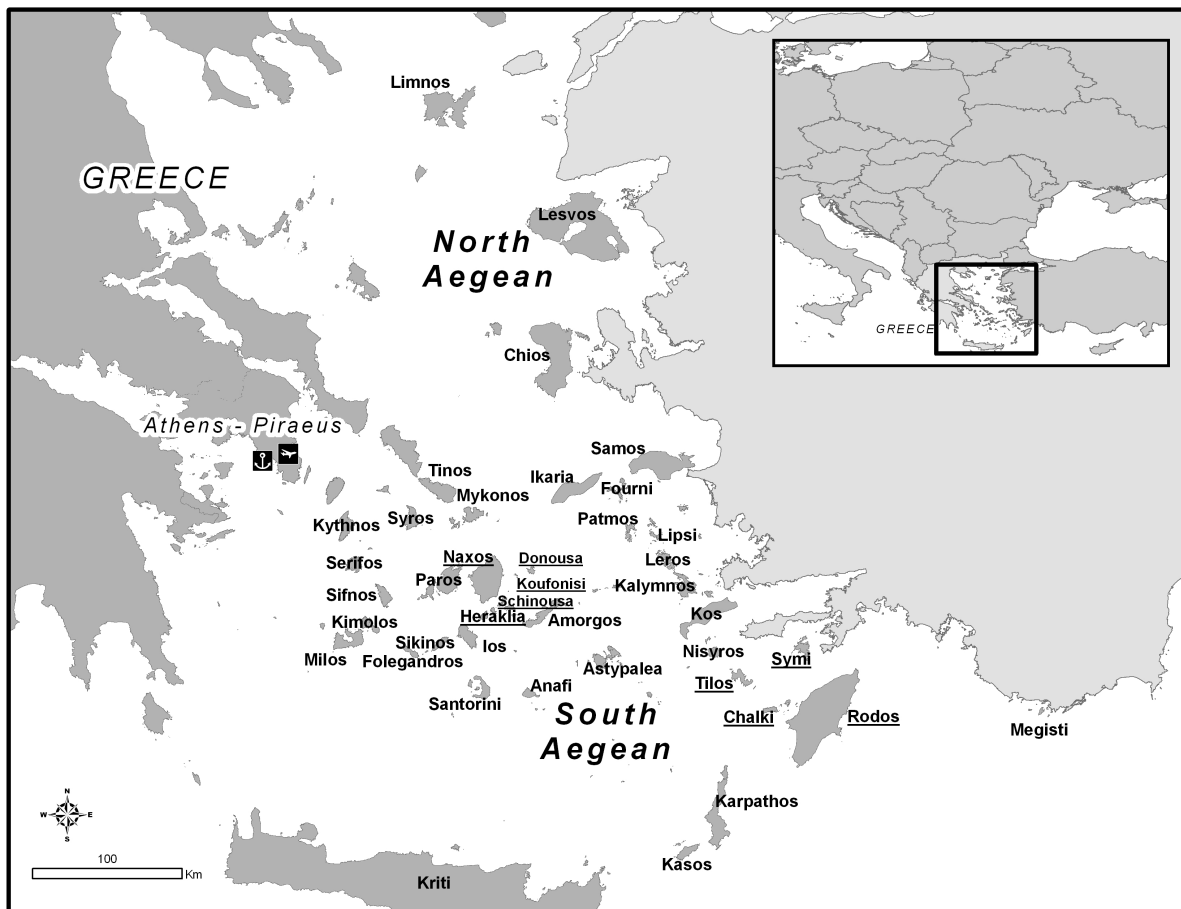 Limnos
GREECE
Lesvos
North
Aegean
GREECE
Chios
Athens - Piraeus
Samos
Tinos
Ikaria
Fourni
Mykonos
Kythnos
Syros
Patmos
Lipsi
Serifos
Naxos
Donousa
Leros
Paros
Koufonisi
Kalymnos
Sifnos
Schinousa
Kimolos
Heraklia
Amorgos
Kos
Sikinos
Ios
Milos
Folegandros
Nisyros
Symi
Astypalea
Tilos
Anafi
Santorini
South
Aegean
Chalki
Rodos
Megisti
N
W
E
S
Karpathos
100
Km
Kasos
Kriti